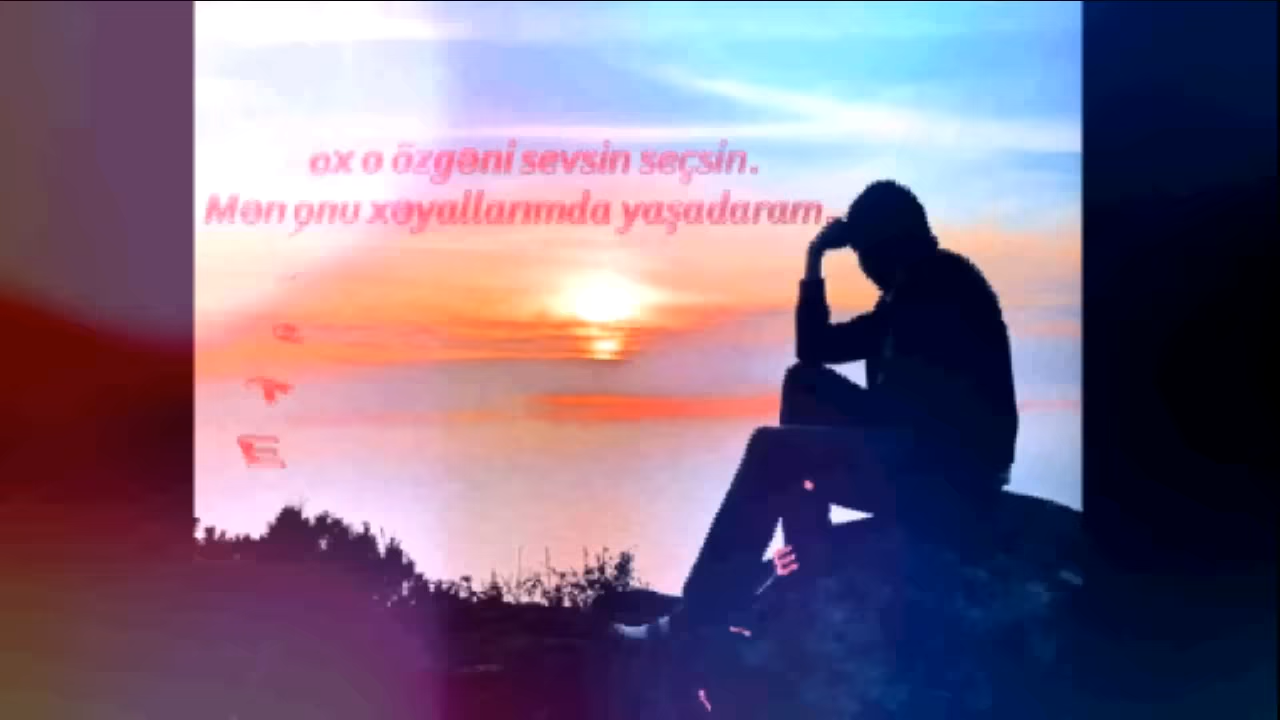 ox o özgəni sevsin seçsin.
Mən onu xəyallarımda yaşadaram.